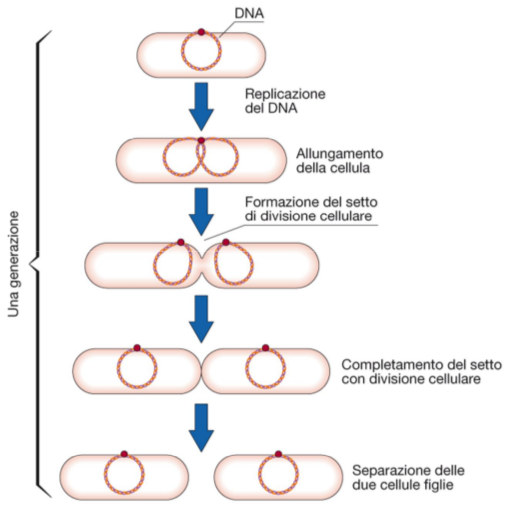 DNA
Replicazione
del DNA
Allungamento
della cellula
Formazione del setto
di divisione cellulare
Una generazione
Completamento del setto
con divisione cellulare
Separazione delle
due cellule figlie